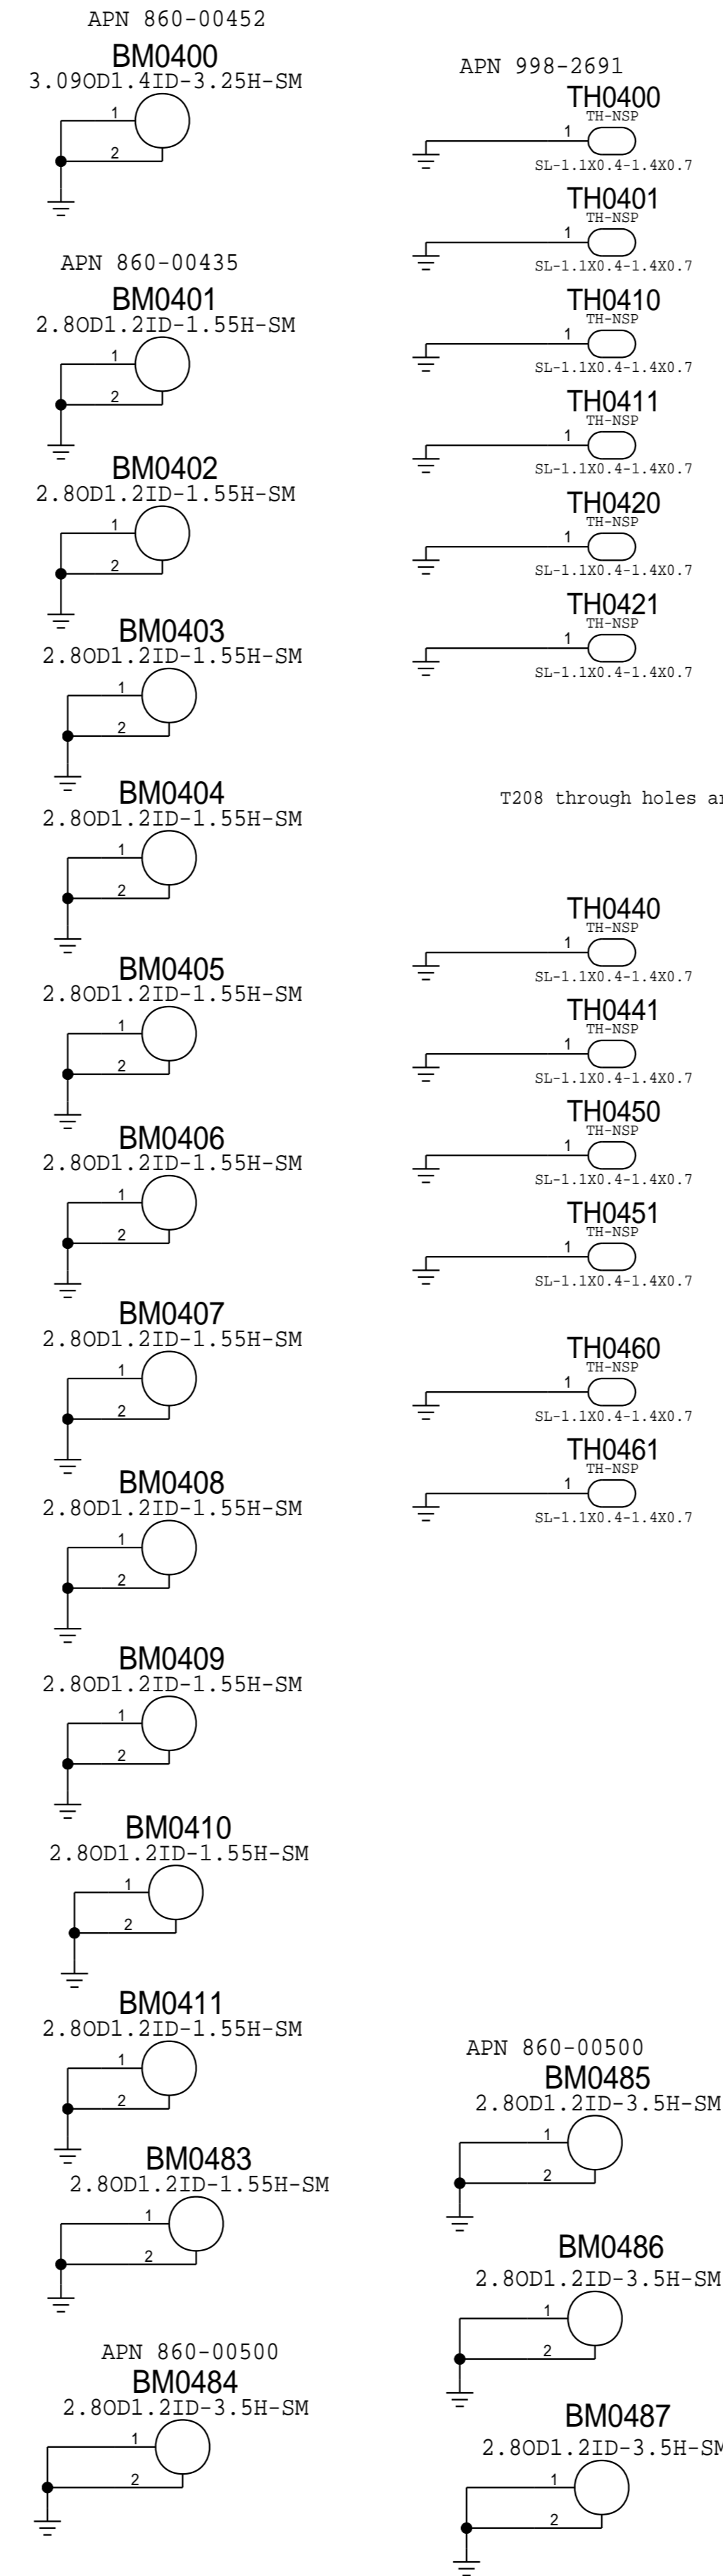 APN 860-00452
BM0400
3.09OD1.4ID-3.25H-SM
1
2
APN 860-00435
BM0401
2.8OD1.2ID-1.55H-SM
1
2
BM0402
2.8OD1.2ID-1.55H-SM
1
2
BM0403
2.8OD1.2ID-1.55H-SM
1
2
BM0404
2.8OD1.2ID-1.55H-SM
1
2
BM0405
2.8OD1.2ID-1.55H-SM
1
2
BM0406
2.8OD1.2ID-1.55H-SM
1
2
BM0407
2.8OD1.2ID-1.55H-SM
1
2
BM0408
2.8OD1.2ID-1.55H-SM
1
2
BM0409
2.8OD1.2ID-1.55H-SM
1
2
BM0410
2.8OD1.2ID-1.55H-SM
1
2
BM0411
2.8OD1.2ID-1.55H-SM
1
2
BM0483
2.8OD1.2ID-1.55H-SM
1
2
APN 860-00500
BM0484
2.8OD1.2ID-3.5H-SM
1
2
APN 998-2691
TH0400
TH-NSP
1
SL-1.1X0.4-1.4X0.7
TH0401
TH-NSP
1
SL-1.1X0.4-1.4X0.7
TH0410
TH-NSP
1
SL-1.1X0.4-1.4X0.7
TH0411
TH-NSP
1
SL-1.1X0.4-1.4X0.7
TH0420
TH-NSP
1
SL-1.1X0.4-1.4X0.7
TH0421
TH-NSP
1
SL-1.1X0.4-1.4X0.7
T208 through holes
TH0440
TH-NSP
1
SL-1.1X0.4-1.4X0.7
TH0441
TH-NSP
1
SL-1.1X0.4-1.4X0.7
TH0450
TH-NSP
1
SL-1.1X0.4-1.4X0.7
TH0451
TH-NSP
1
SL-1.1X0.4-1.4X0.7
TH0460
TH-NSP
1
SL-1.1X0.4-1.4X0.7
TH0461
TH-NSP
1
SL-1.1X0.4-1.4X0.7
APN 860-00500
BM0485
2.8OD1.2ID-3.5H-SM
1
2
BM0486
2.8OD1.2ID-3.5H-SM
1
2
BM0487
2.8OD1.2ID-3.5H-SM
1
2